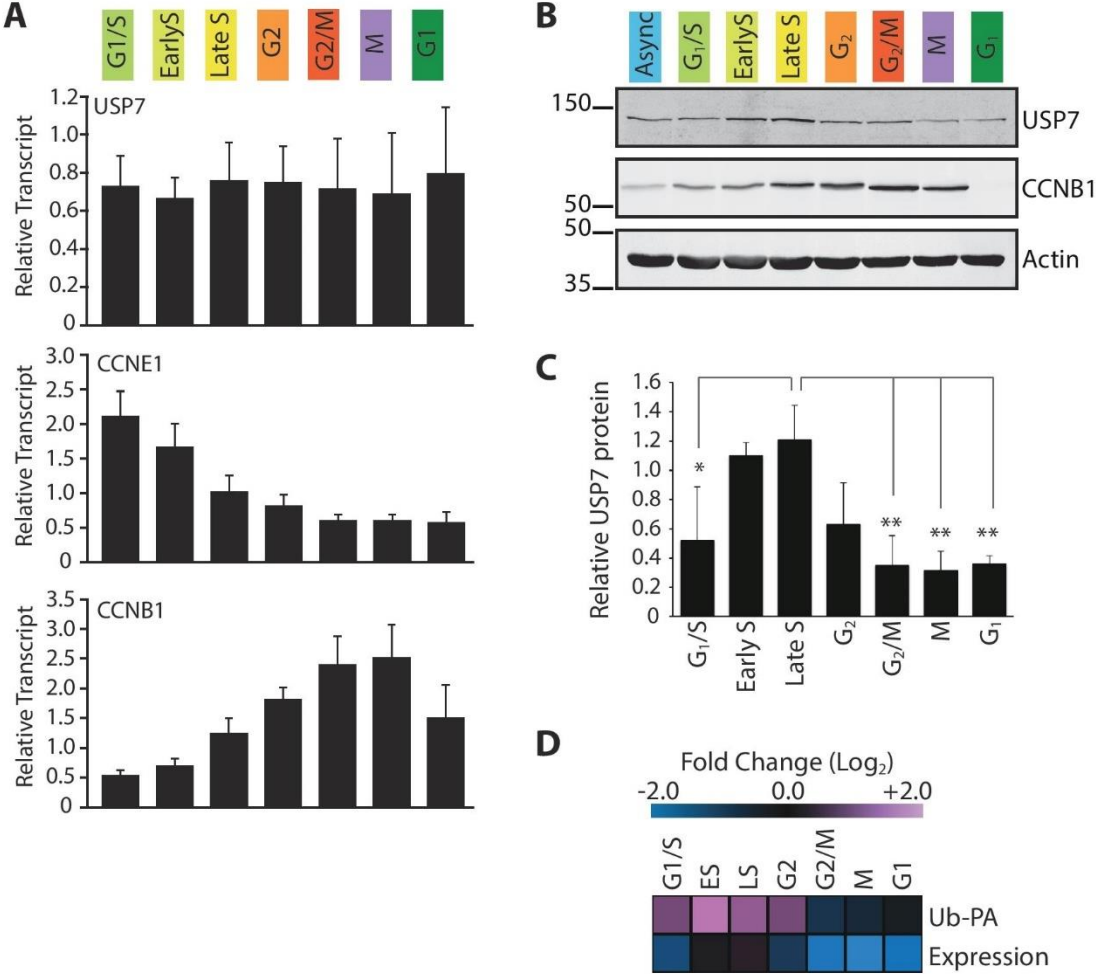 A
G1/S EarlyS Late S G2 G2/M M G1
USP7
Relative Transcript
1.2
1.0
0.8
0.6
0.4
0.2
0
CCNE1
Relative Transcript
3.0
2.5
2.0
1.5
1.0
0.5
0
CCNB1
Relative Transcript
3.5
3.0
2.5
2.0
1.5
1.0
0.5
0
B
Async G₁/S EarlyS Late S G₂ G₂/M M G₁
150
USP7
CCNB1
50
50
Actin
35
C
Relative USP7 protein
1.6
1.4
1.2
1.0
0.8
0.6
0.4
0.2
0
* ** ** **
G₁/S Early S Late S G₂ G₂/M M G₁
D
Fold Change (Log₂)
-2.0 0.0 +2.0
G1/S ES LS G2 G2/M M G1
Ub-PA
Expression